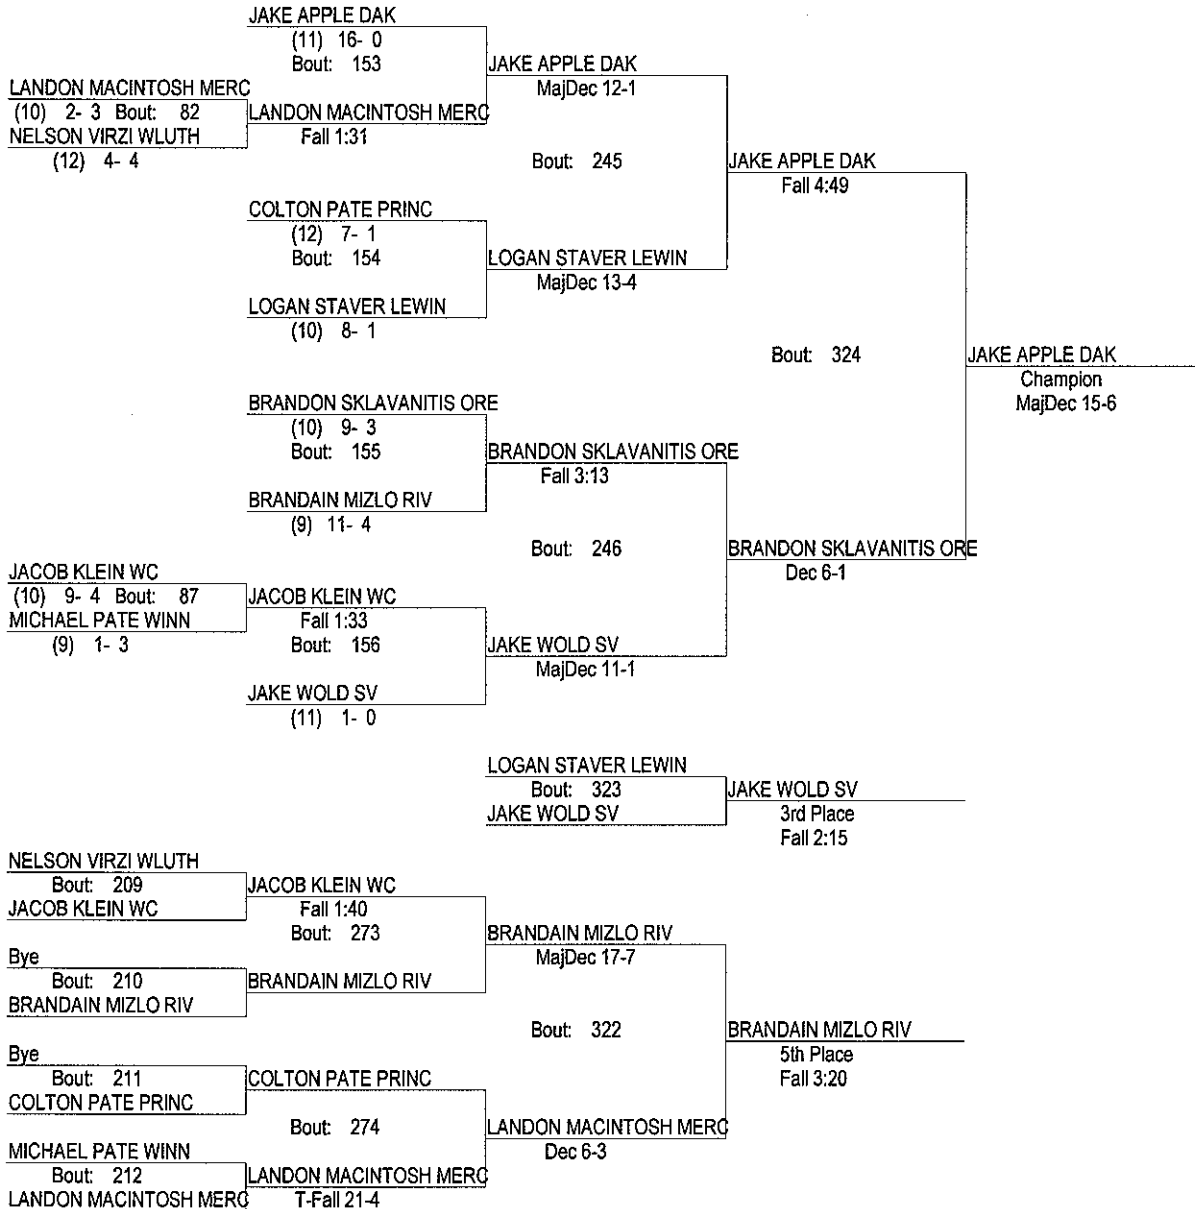 JAKE APPLE DAK
(11) 16- 0
Bout: 153
LANDON MACINTOSH MERC
(10) 2- 3 Bout: 82
NELSON VIRZI WLUTH
(12) 4- 4
LANDON MACINTOSH MERC
Fall 1:31
JAKE APPLE DAK
MajDec 12-1
Bout: 245
COLTON PATE PRINC
(12) 7- 1
Bout: 154
LOGAN STAVER LEWIN
(10) 8- 1
LOGAN STAVER LEWIN
MajDec 13-4
JAKE APPLE DAK
Fall 4:49
Bout: 324
JAKE APPLE DAK
Champion
MajDec 15-6
BRANDON SKLAVANITIS ORE
(10) 9- 3
Bout: 155
BRANDAIN MIZLO RIV
(9) 11- 4
BRANDON SKLAVANITIS ORE
Fall 3:13
Bout: 246
BRANDON SKLAVANITIS ORE
Dec 6-1
JACOB KLEIN WC
(10) 9- 4 Bout: 87
MICHAEL PATE WINN
(9) 1- 3
JACOB KLEIN WC
Fall 1:33
Bout: 156
JAKE WOLD SV
(11) 1- 0
JAKE WOLD SV
MajDec 11-1
LOGAN STAVER LEWIN
Bout: 323
JAKE WOLD SV
JAKE WOLD SV
3rd Place
Fall 2:15
NELSON VIRZI WLUTH
Bout: 209
JACOB KLEIN WC
JACOB KLEIN WC
Fall 1:40
Bout: 273
Bye
Bout: 210
BRANDAIN MIZLO RIV
BRANDAIN MIZLO RIV
BRANDAIN MIZLO RIV
MajDec 17-7
Bout: 322
BRANDAIN MIZLO RIV
5th Place
Fall 3:20
Bye
Bout: 211
COLTON PATE PRINC
COLTON PATE PRINC
Bout: 274
LANDON MACINTOSH MERC
Dec 6-3
MICHAEL PATE WINN
Bout: 212
LANDON MACINTOSH MERC
LANDON MACINTOSH MERC
T-Fall 21-4